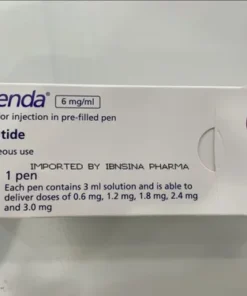 enda® 6 mg/ml
or injection in pre-filled pen
tide
eous use
IMPORTED BY IBNSINA PHARMA
1 pen
Each pen contains 3 ml solution and is able to
deliver doses of 0.6 mg, 1.2 mg, 1.8 mg, 2.4 mg
and 3.0 mg